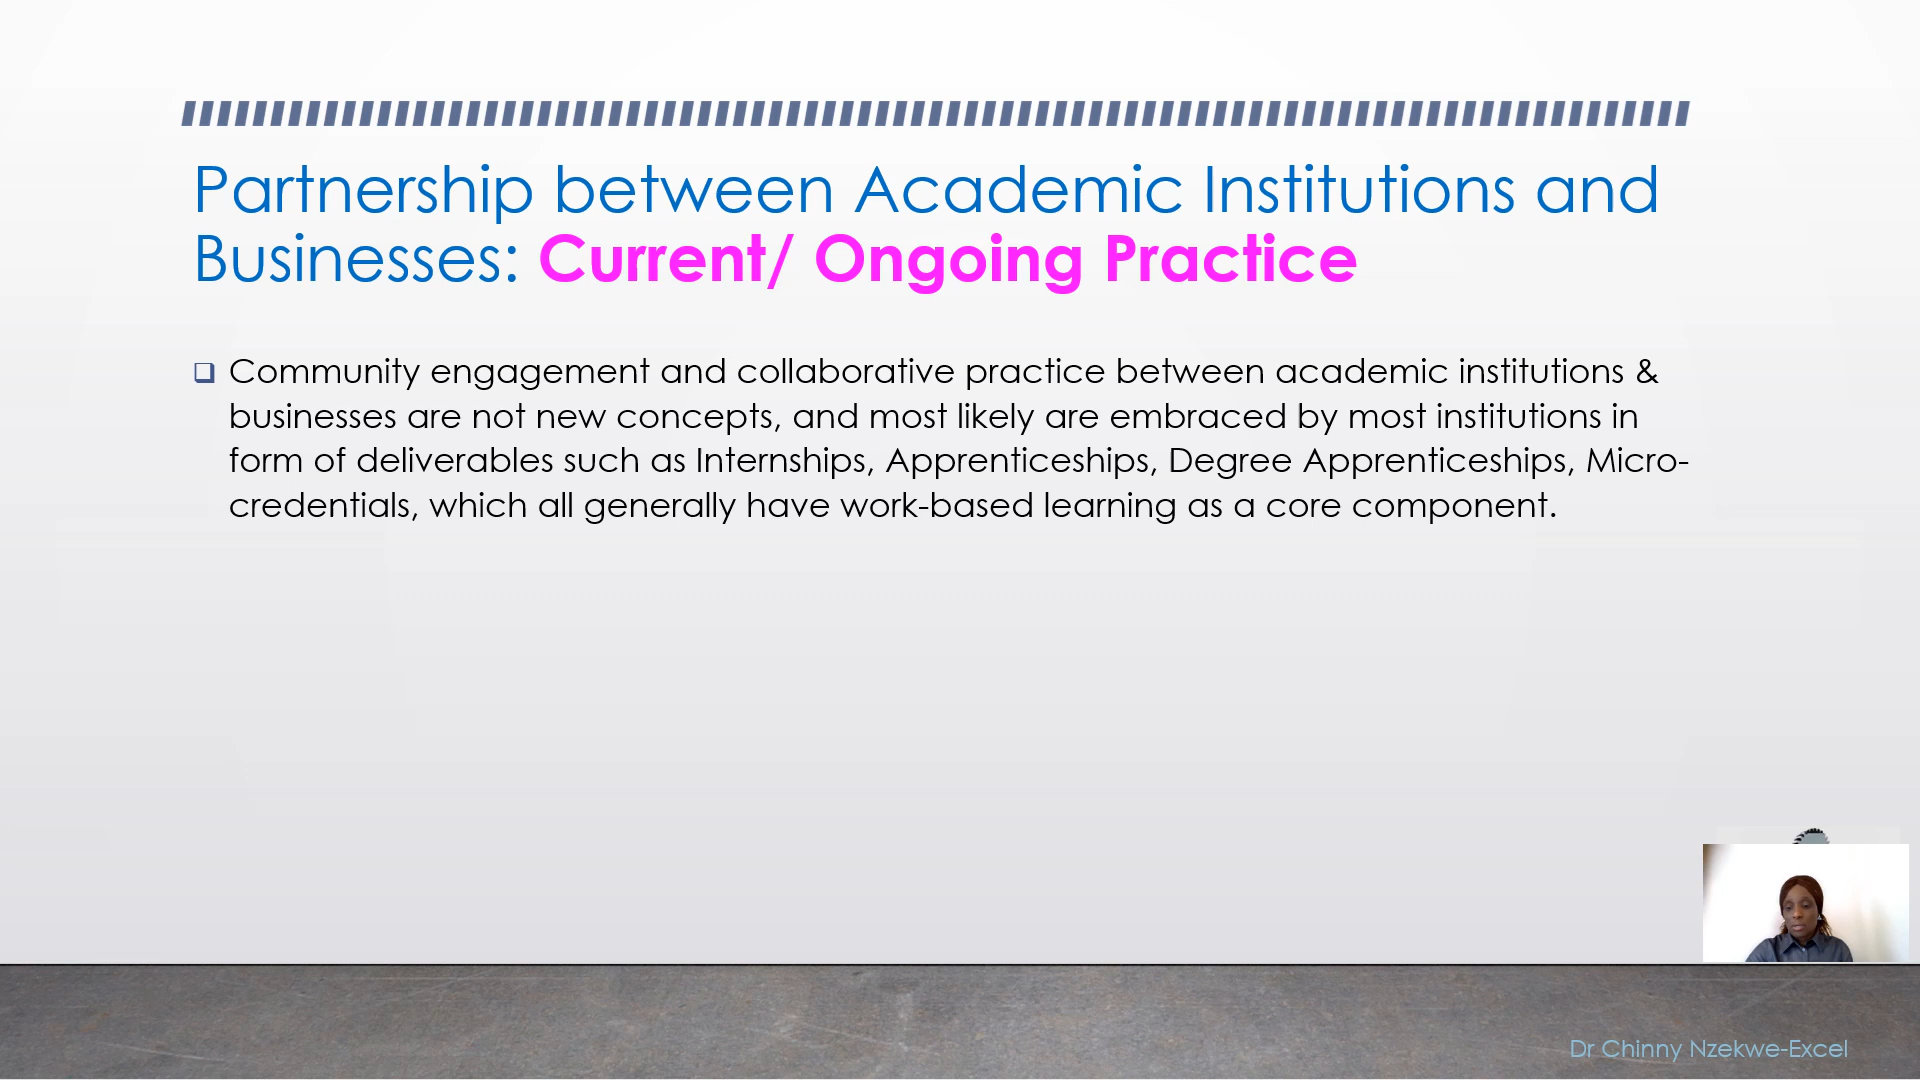 Partnership between Academic Institutions and
Businesses: Current/ Ongoing Practice
Community engagement and collaborative practice between academic institutions &
businesses are not new concepts, and most likely are embraced by most institutions in
form of deliverables such as Internships, Apprenticeships, Degree Apprenticeships, Micro-
credentials, which all generally have work-based learning as a core component.
Dr Chinny Nzekwe-Excel